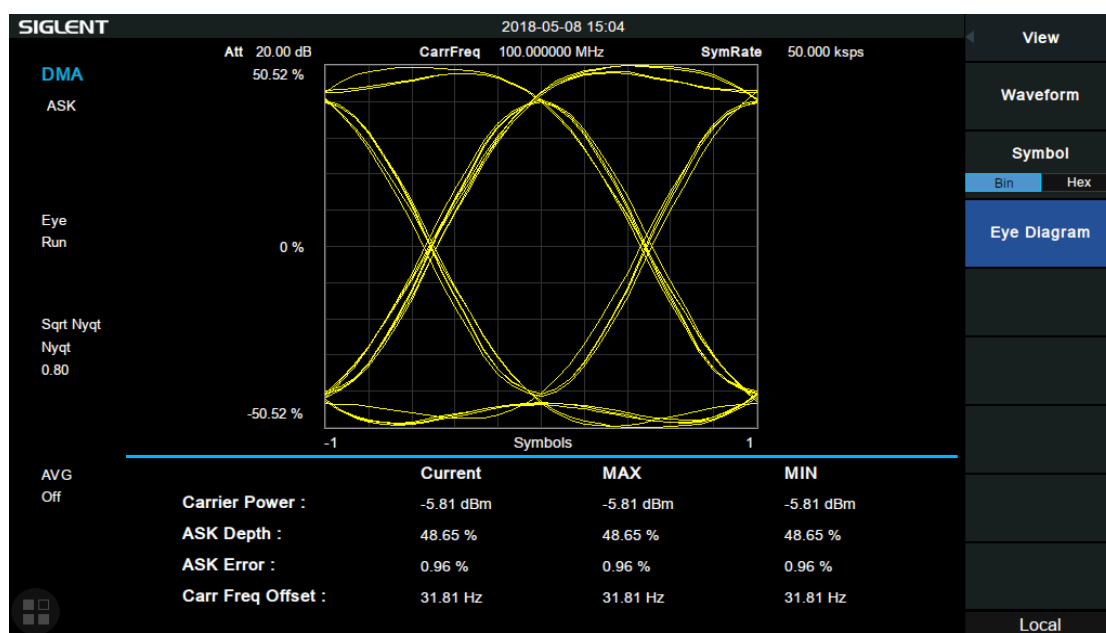 SIGLENT
2018-05-08 15:04
Att 20.00 dB CarrFreq 100.000000 MHz SymRate 50.000 ksps
DMA
ASK
50.52 %
Eye
Run
0 %
Sqrt Nyqt
Nyqt
0.80
-50.52 %
-1 Symbols 1
AVG
Off
Current MAX MIN
Carrier Power : -5.81 dBm -5.81 dBm -5.81 dBm
ASK Depth : 48.65 % 48.65 % 48.65 %
ASK Error : 0.96 % 0.96 % 0.96 %
Carr Freq Offset : 31.81 Hz 31.81 Hz 31.81 Hz
View
Waveform
Symbol
Bin Hex
Eye Diagram
Local